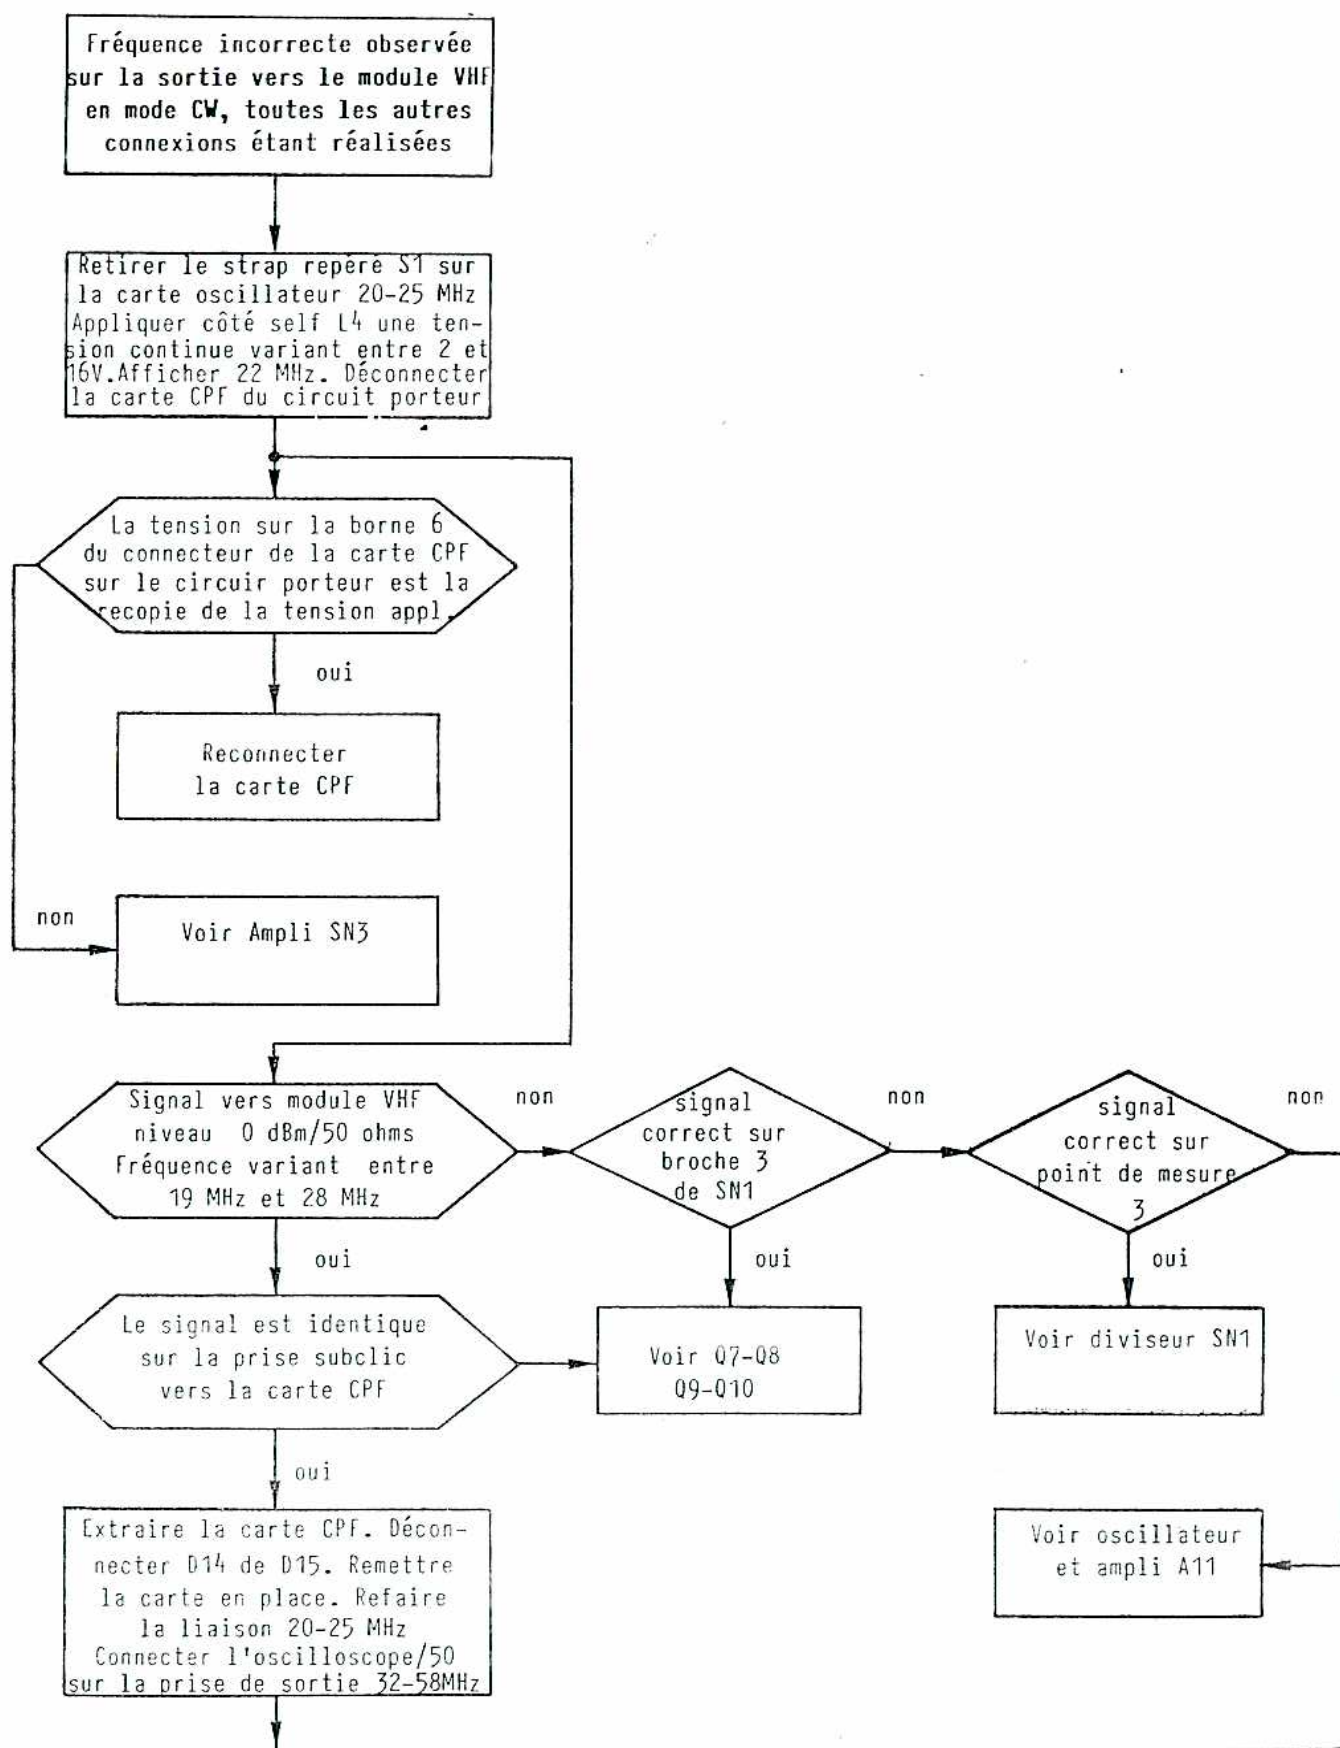 Fréquence incorrecte observée
sur la sortie vers le module VHF
en mode CW, toutes les autres
connexions étant réalisées
Retirer le strap repéré S1 sur
la carte oscillateur 20-25 MHz
Appliquer côté self L4 une ten-
sion continue variant entre 2 et
16V.Afficher 22 MHz. Déconnecter
la carte CPF du circuit porteur
La tension sur la borne 6
du connecteur de la carte CPF
sur le circuir porteur est la
recopie de la tension appl.
oui
Reconnecter
la carte CPF
non
Voir Ampli SN3
Signal vers module VHF
niveau 0 dBm/50 ohms
Fréquence variant entre
19 MHz et 28 MHz
non
signal
correct sur
broche 3
de SN1
non
signal
correct sur
point de mesure
3
non
oui
oui
oui
Le signal est identique
sur la prise subclic
vers la carte CPF
Voir Q7-Q8
Q9-Q10
Voir diviseur SN1
oui
Extraire la carte CPF. Décon-
necter D14 de D15. Remettre
la carte en place. Refaire
la liaison 20-25 MHz
Connecter l'oscilloscope/50
sur la prise de sortie 32-58MHz
Voir oscillateur
et ampli A11